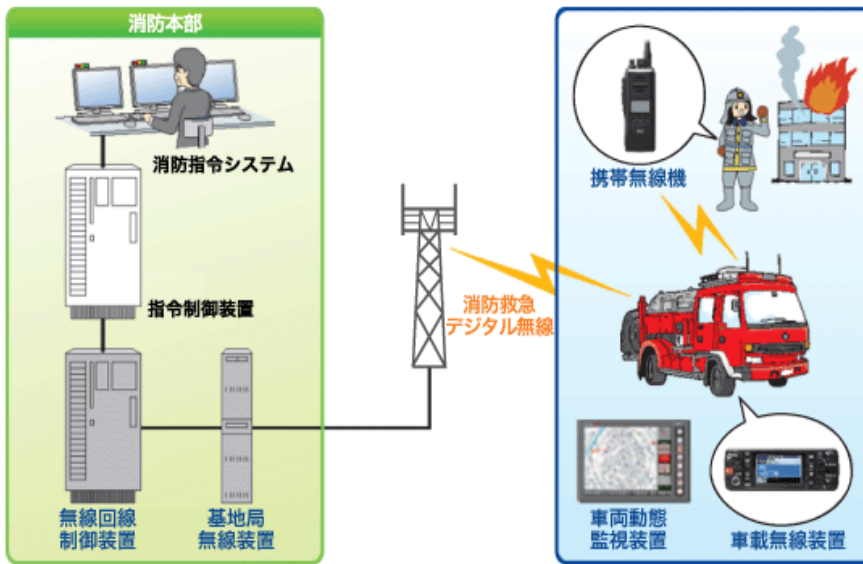 消防本部
消防指令システム
指令制御装置
無線回線
制御装置
基地局
無線装置
消防救急
デジタル無線
携帯無線機
車両動態
監視装置
車載無線装置